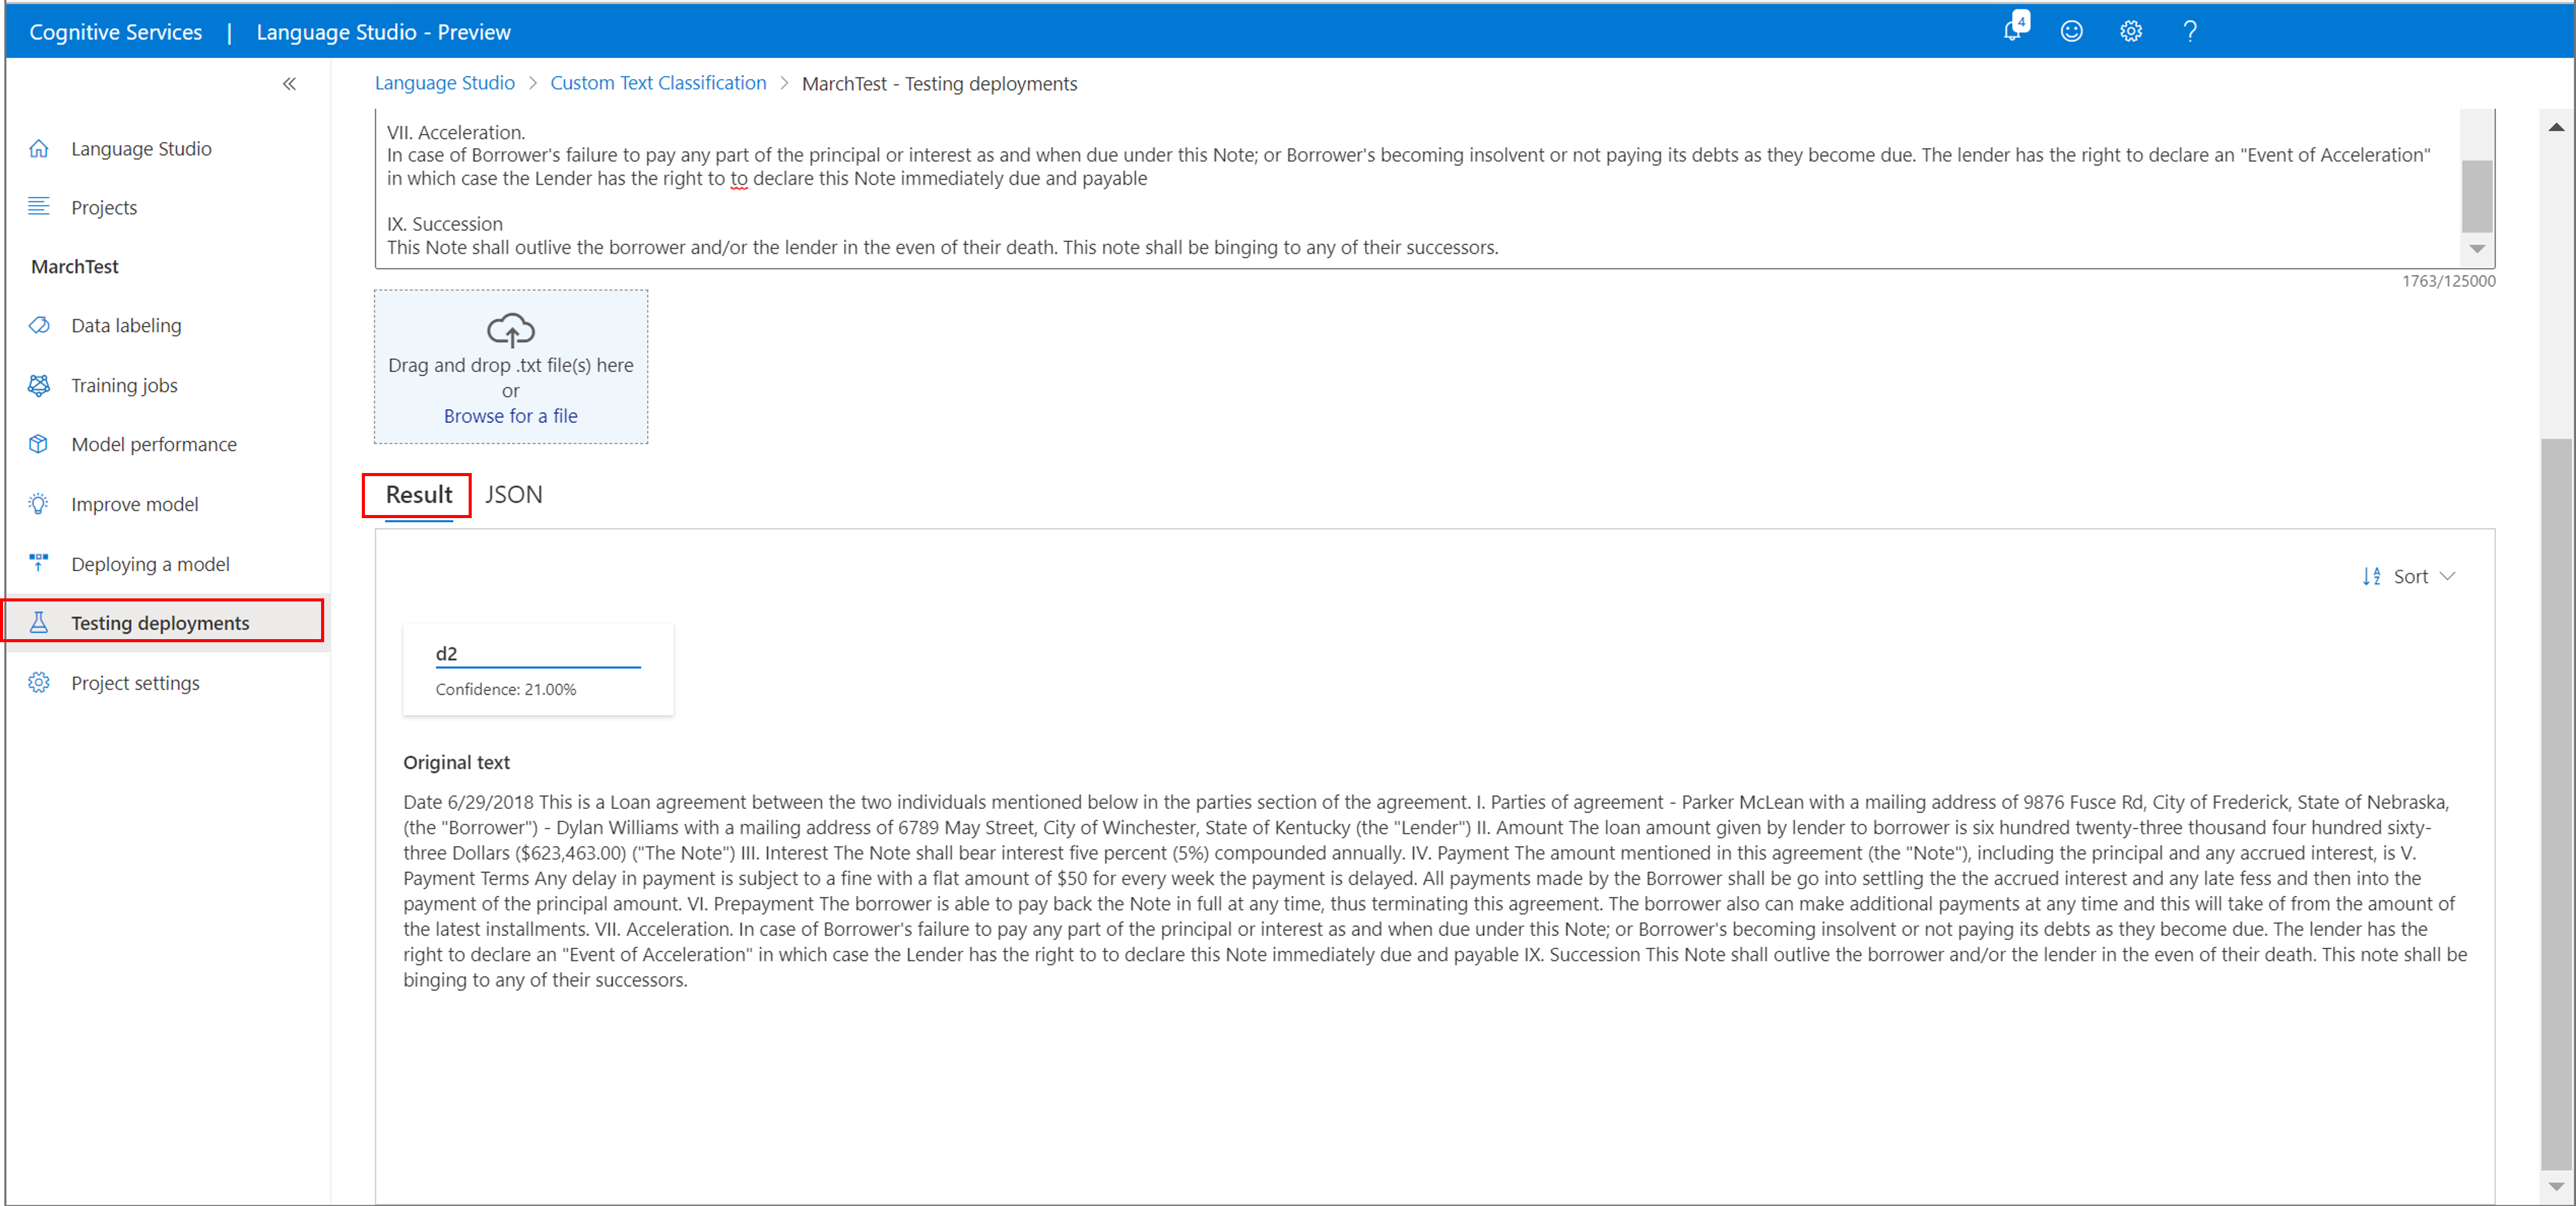 Cognitive Services | Language Studio - Preview
4
Language Studio > Custom Text Classification > MarchTest - Testing deployments
Language Studio
Projects
MarchTest
Data labeling
Training jobs
Model performance
Improve model
Deploying a model
Testing deployments
Project settings
VII. Acceleration.
In case of Borrower's failure to pay any part of the principal or interest as and when due under this Note; or Borrower's becoming insolvent or not paying its debts as they become due. The lender has the right to declare an "Event of Acceleration"
in which case the Lender has the right to to declare this Note immediately due and payable
IX. Succession
This Note shall outlive the borrower and/or the lender in the even of their death. This note shall be binging to any of their successors.
1763/125000
Drag and drop .txt file(s) here
or
Browse for a file
Result JSON
Sort
d2
Confidence: 21.00%
Original text
Date 6/29/2018 This is a Loan agreement between the two individuals mentioned below in the parties section of the agreement. I. Parties of agreement - Parker McLean with a mailing address of 9876 Fusce Rd, City of Frederick, State of Nebraska,
(the "Borrower") - Dylan Williams with a mailing address of 6789 May Street, City of Winchester, State of Kentucky (the "Lender") II. Amount The loan amount given by lender to borrower is six hundred twenty-three thousand four hundred sixty-
three Dollars ($623,463.00) ("The Note") III. Interest The Note shall bear interest five percent (5%) compounded annually. IV. Payment The amount mentioned in this agreement (the "Note"), including the principal and any accrued interest, is V.
Payment Terms Any delay in payment is subject to a fine with a flat amount of $50 for every week the payment is delayed. All payments made by the Borrower shall be go into settling the the accrued interest and any late fess and then into the
payment of the principal amount. VI. Prepayment The borrower is able to pay back the Note in full at any time, thus terminating this agreement. The borrower also can make additional payments at any time and this will take of from the amount of
the latest installments. VII. Acceleration. In case of Borrower's failure to pay any part of the principal or interest as and when due under this Note; or Borrower's becoming insolvent or not paying its debts as they become due. The lender has the
right to declare an "Event of Acceleration" in which case the Lender has the right to to declare this Note immediately due and payable IX. Succession This Note shall outlive the borrower and/or the lender in the even of their death. This note shall be
binging to any of their successors.